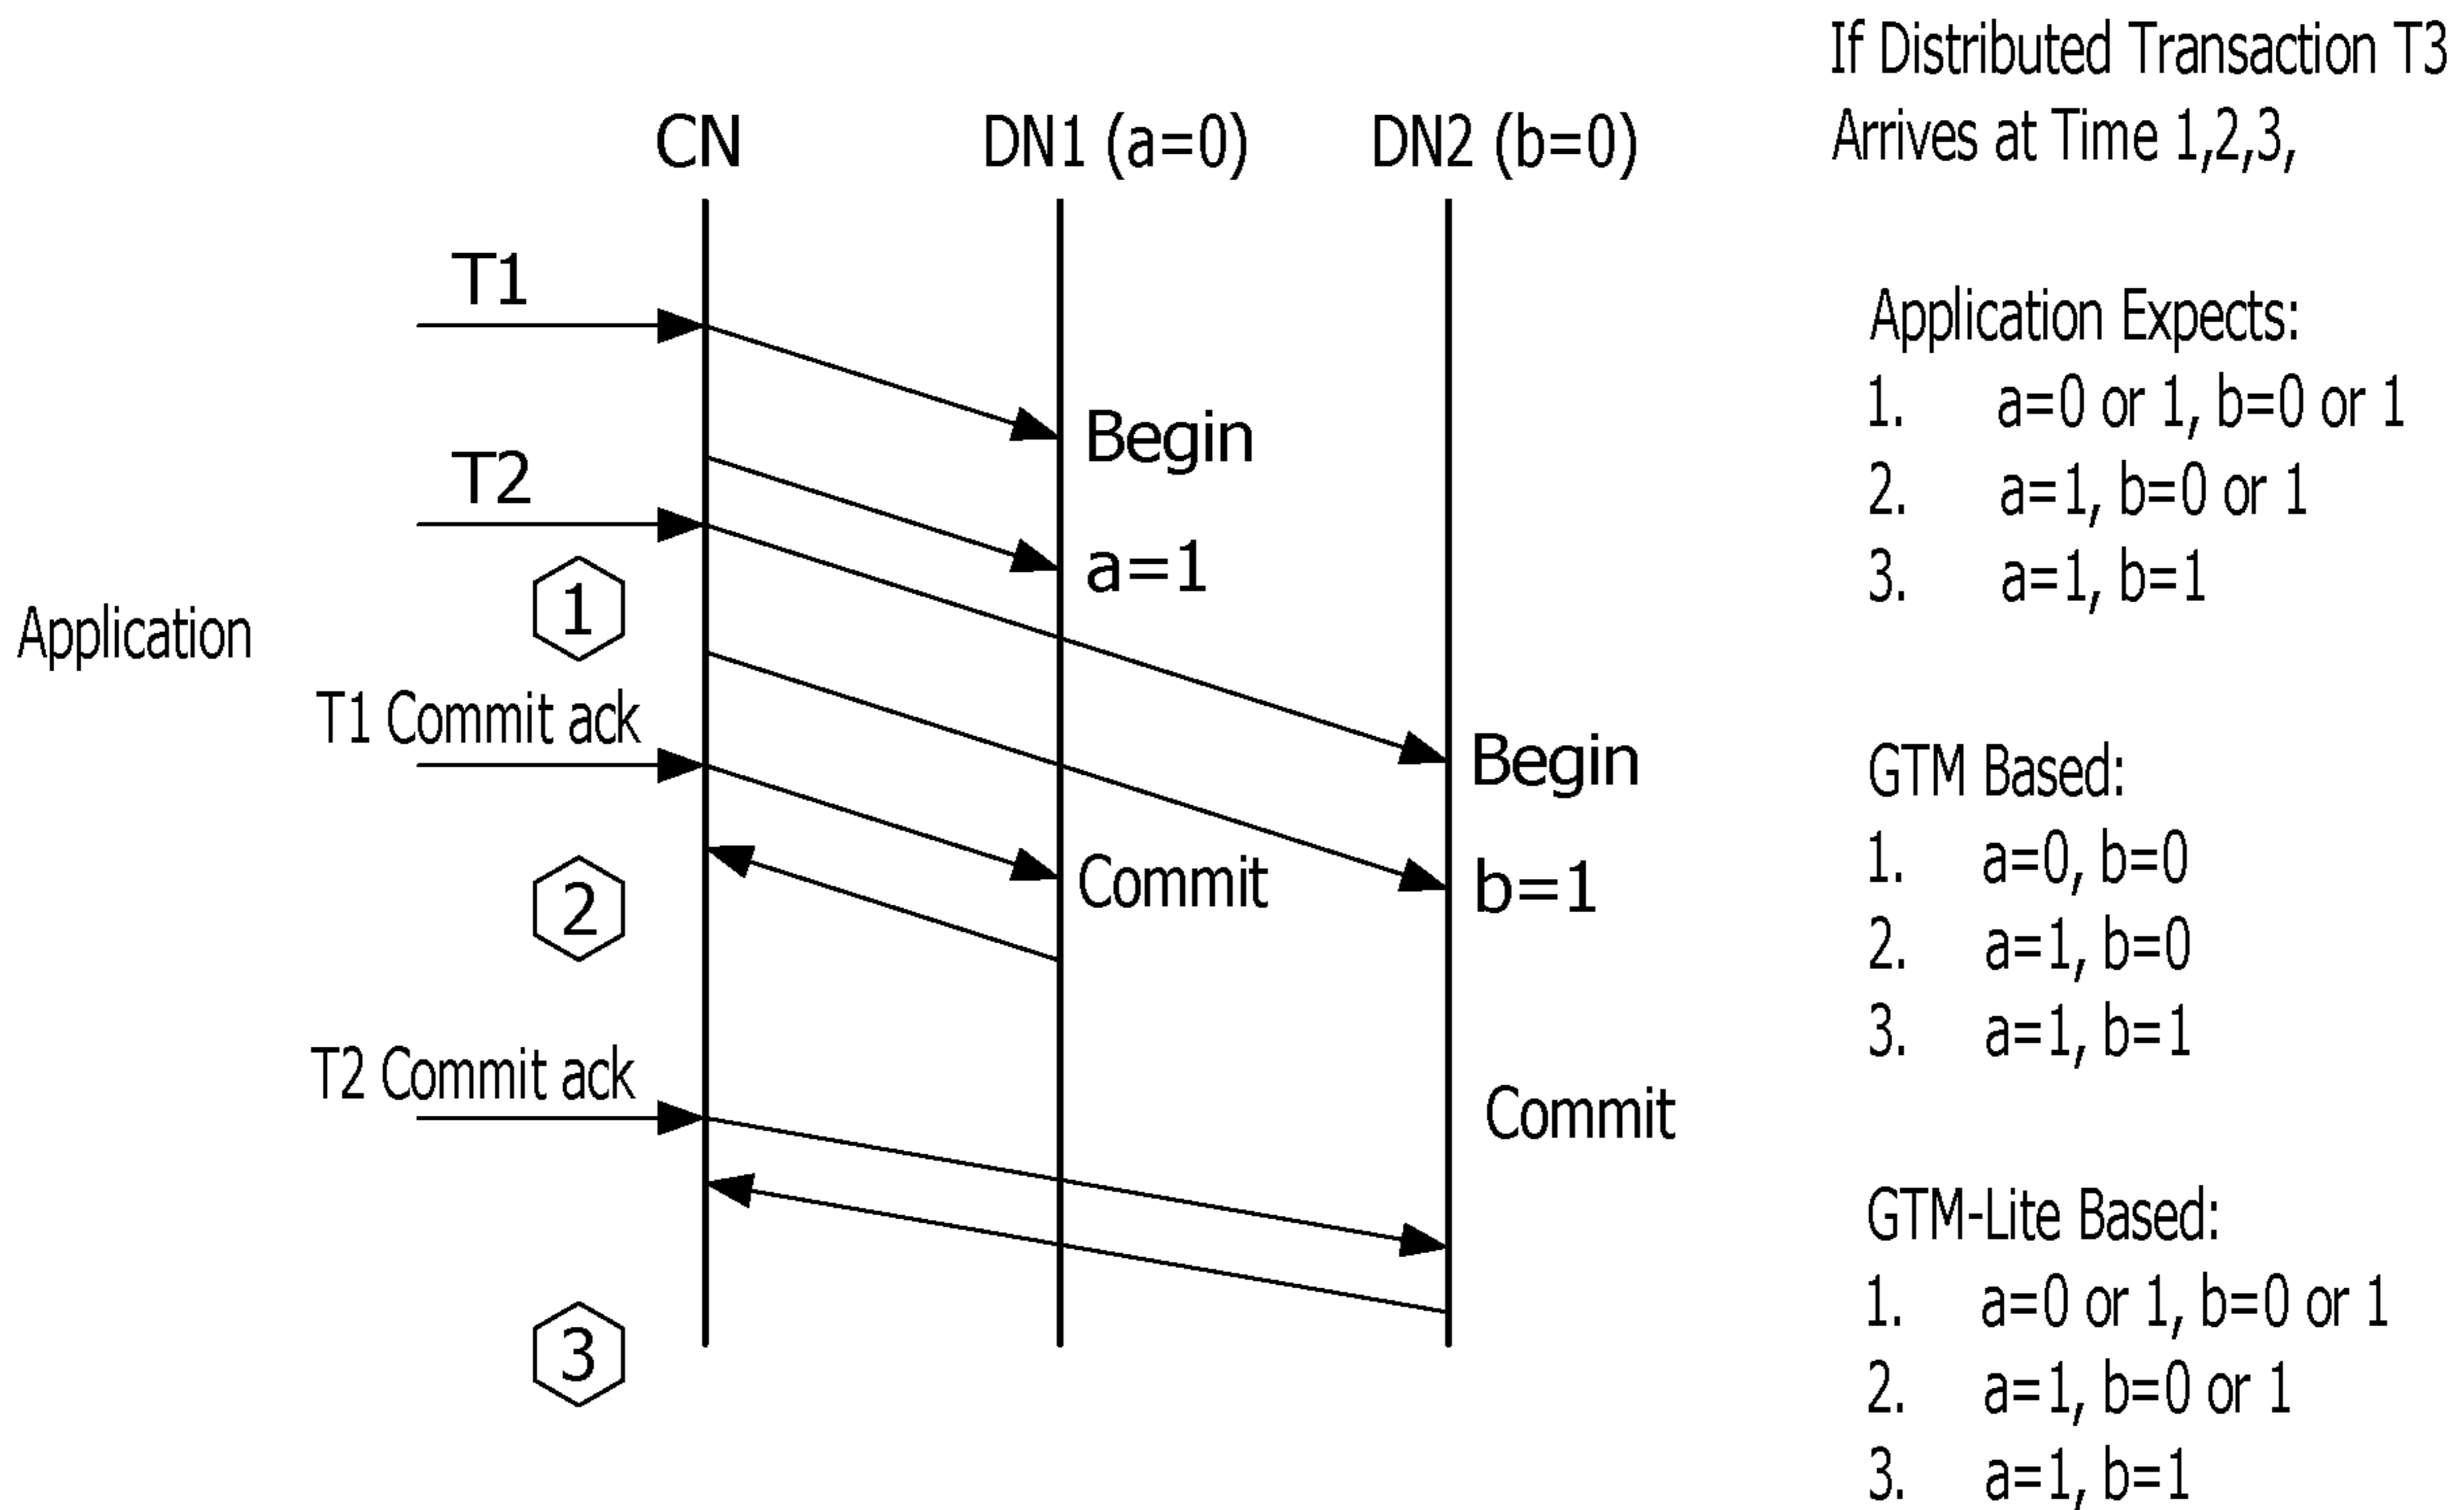 If Distributed Transaction T3
Arrives at Time 1,2,3,
CN
DN1 (a=0)
DN2 (b=0)
T1
Begin
T2
a=1
1
Application
T1 Commit ack
Begin
Commit
b=1
2
T2 Commit ack
Commit
3
Application Expects:
1. a=0 or 1, b=0 or 1
2. a=1, b=0 or 1
3. a=1, b=1
GTM Based:
1. a=0, b=0
2. a=1, b=0
3. a=1, b=1
GTM-Lite Based:
1. a=0 or 1, b=0 or 1
2. a=1, b=0 or 1
3. a=1, b=1